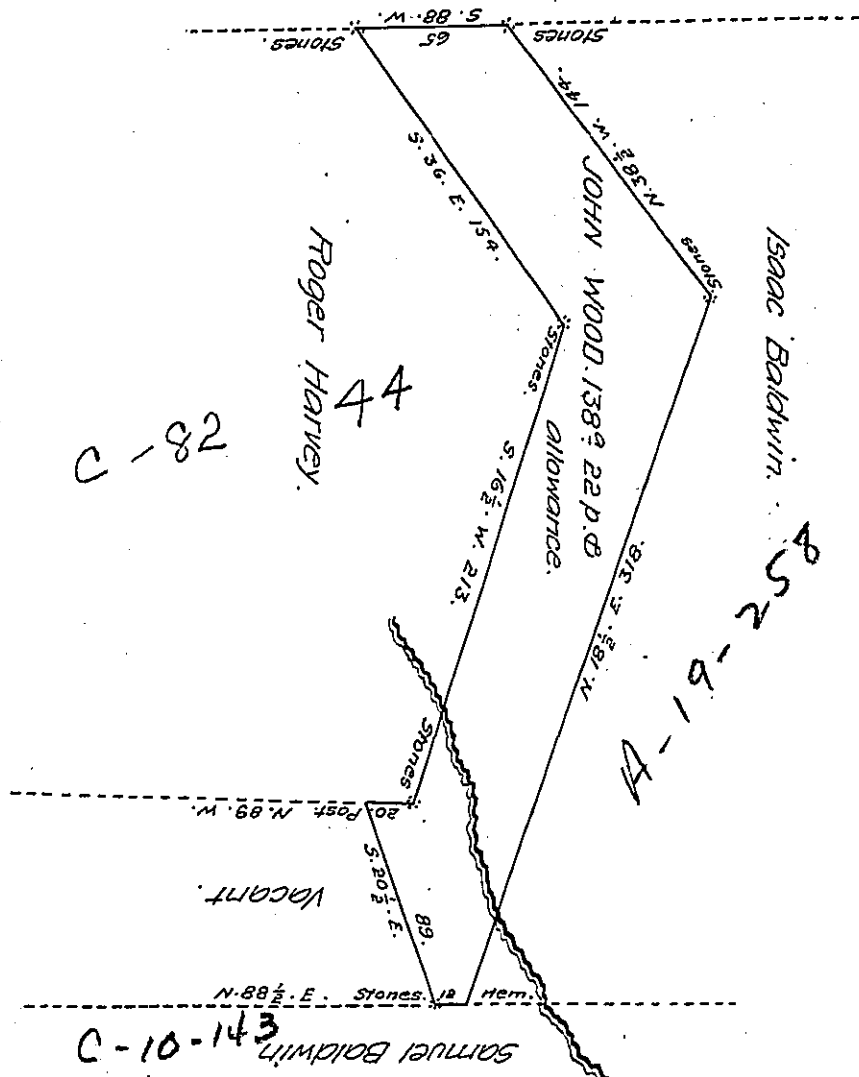 S. 88. W.
65
Stones.
Stones
N. 38½. W. 144.
S. 36. E. 154.
Stones
Isaac Baldwin.
JOHN WOOD. 138ª 22 p. &
allowance.
Roger Harvey.
44
C - 82
Stones.
S. 16½. W. 213.
N. 18½. E. 318.
A - 19 - 258
Stones
20. Post N. 89. W.
S. 20½. E.
89.
Vacant.
N. 88½. E. Stones. 12 Hem.
C - 10 - 143
Samuel Baldwin